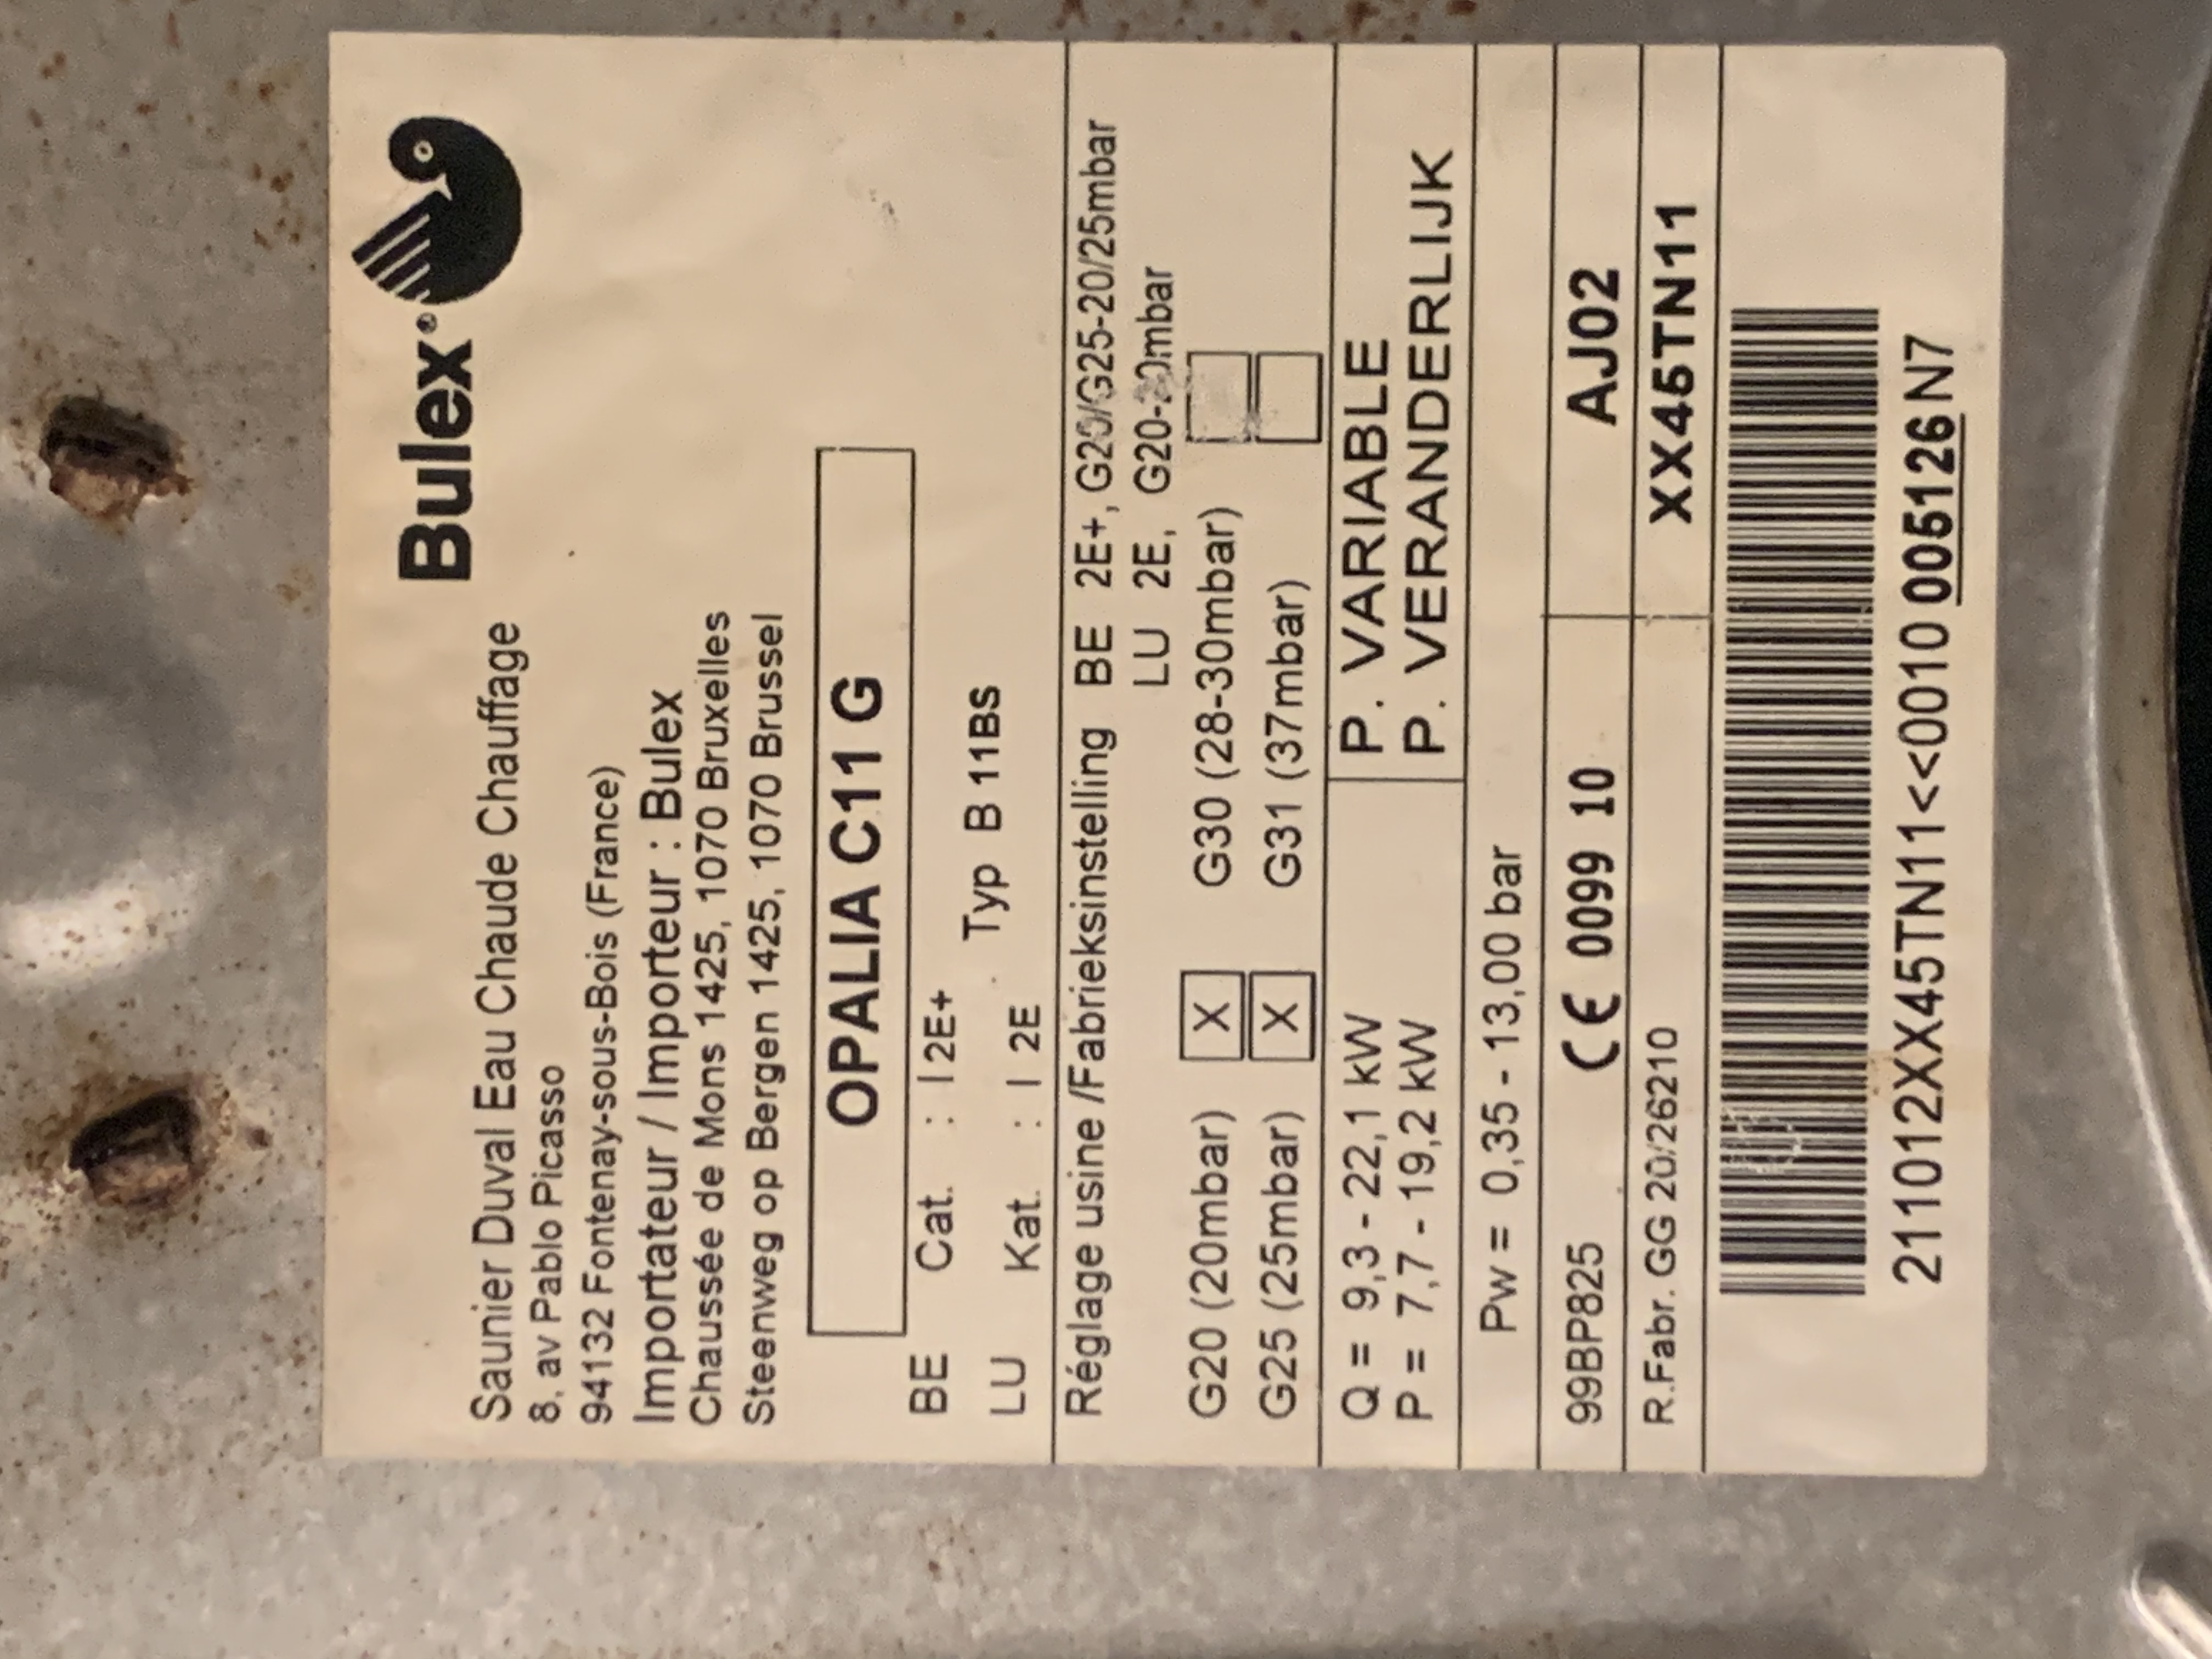 Bulex®
Saunier Duval Eau Chaude Chauffage
8, av Pablo Picasso
94132 Fontenay-sous-Bois (France)
Importateur / Importeur : Bulex
Chaussée de Mons 1425, 1070 Bruxelles
Steenweg op Bergen 1425, 1070 Brussel
OPALIA C11 G
BE Cat. : I 2E+
Typ B 11BS
LU Kat. : I 2E
Réglage usine /Fabrieksinstelling BE 2E+, G20/G25-20/25mbar
LU 2E, G20-20mbar
G20 (20mbar) X G30 (28-30mbar)
G25 (25mbar) X G31 (37mbar)
Q = 9,3 - 22,1 kW P. VARIABLE
P = 7,7 - 19,2 kW P. VERANDERLIJK
Pw = 0,35 - 13,00 bar
99BP825 CE 0099 10 AJ02
R.Fabr. GG 20/26210 XX45TN11
211012XX45TN11<<0010005126N7